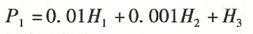 P₁ = 0.01H₁ + 0.001H₂ + H₃